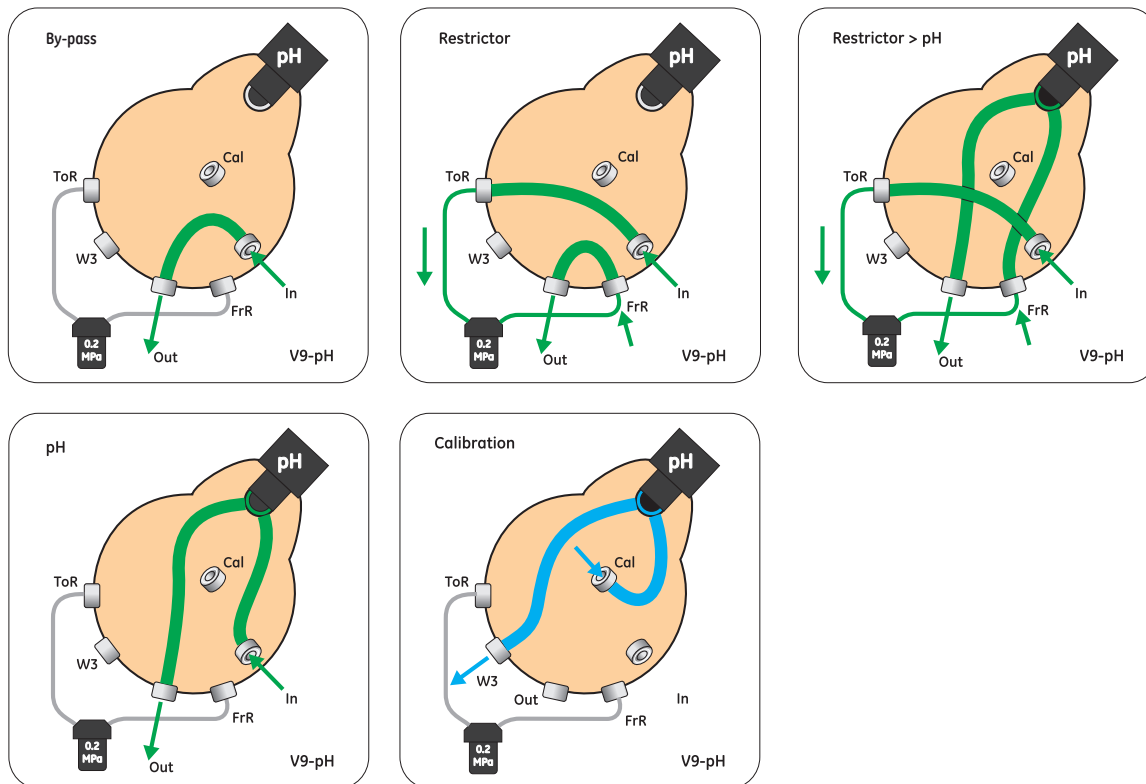 By-pass
pH
Cal
ToR
W3
In
FrR
0.2
MPa
Out
V9-pH
Restrictor
pH
Cal
ToR
W3
In
FrR
0.2
MPa
Out
V9-pH
Restrictor > pH
pH
Cal
ToR
W3
In
FrR
0.2
MPa
Out
V9-pH
pH
pH
Cal
ToR
W3
In
FrR
0.2
MPa
Out
V9-pH
Calibration
pH
Cal
ToR
W3
Out
In
FrR
0.2
MPa
V9-pH